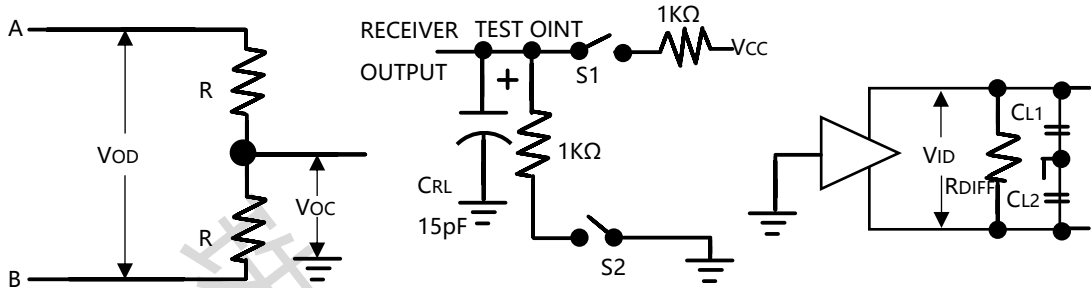 A
R
VOD
VOC
R
B
RECEIVER TEST OINT
OUTPUT
S1
1KΩ
VCC
+
1KΩ
CRL
15pF
S2
VID
RDIFF
CL1
CL2